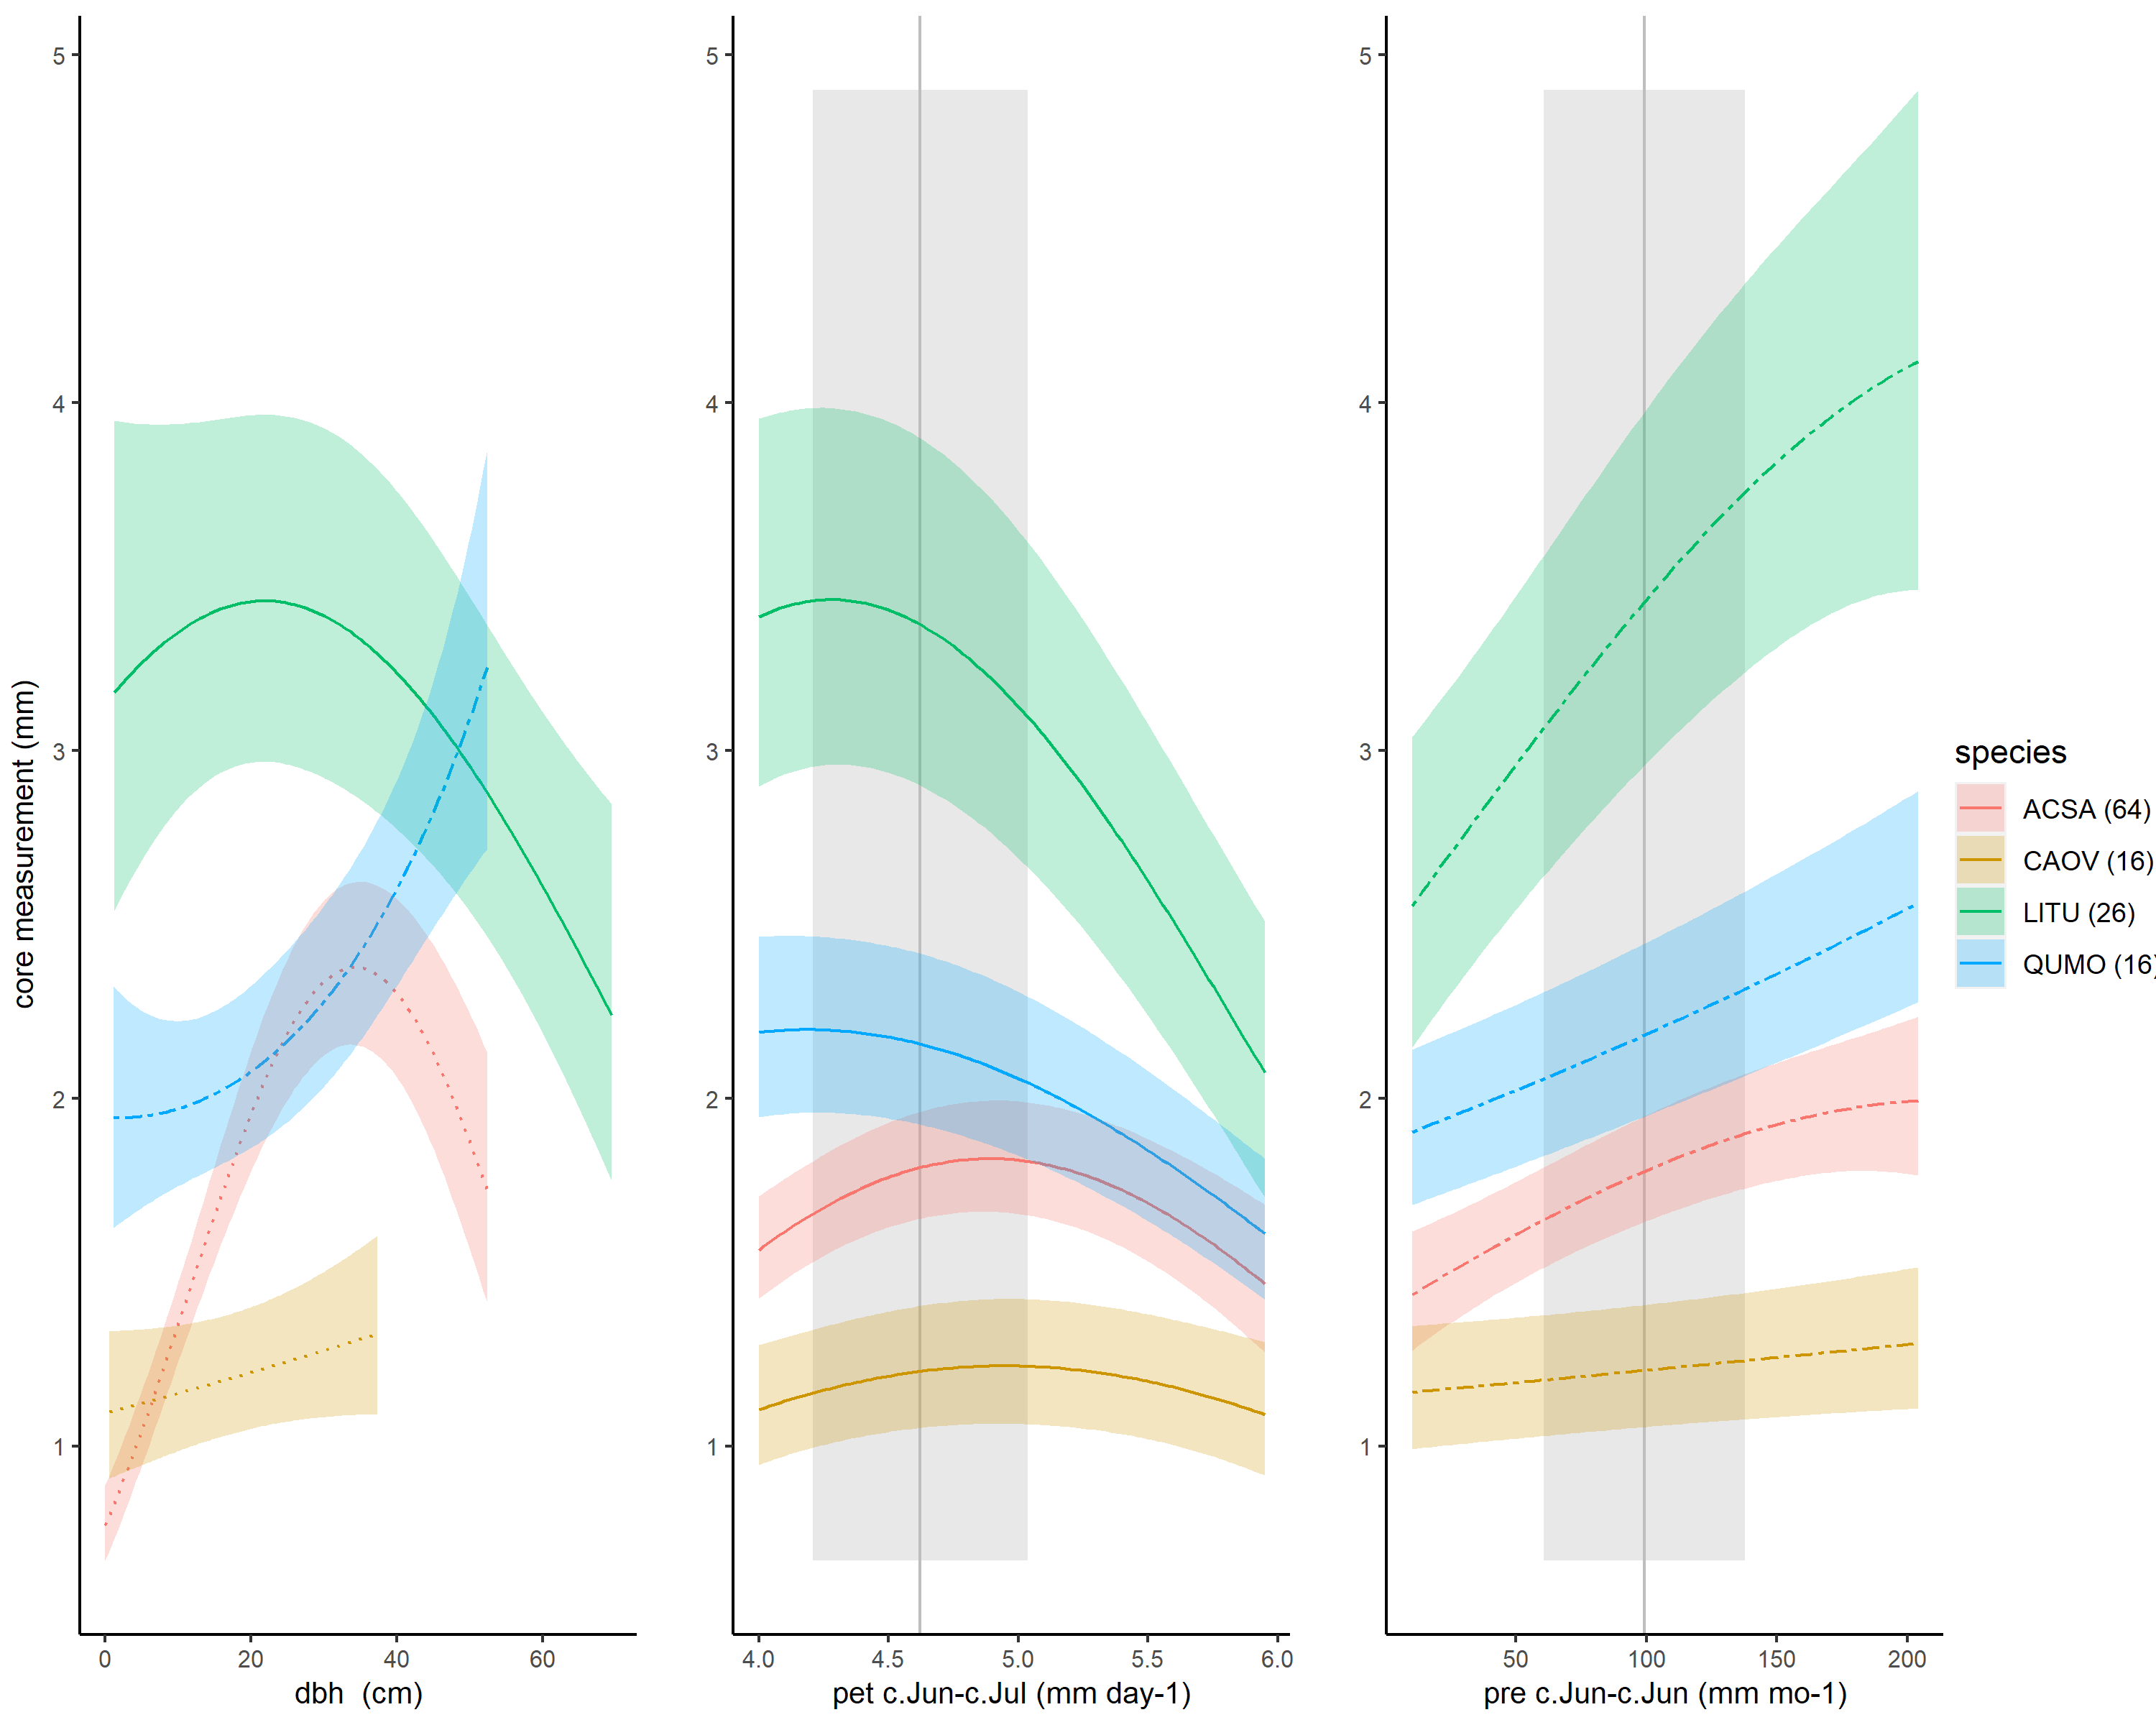 core measurement (mm)
5
4
3
2
1
0 20 40 60
dbh  (cm)
5
4
3
2
1
4.0 4.5 5.0 5.5 6.0
pet c.Jun-c.Jul (mm day-1)
5
4
3
2
1
50 100 150 200
pre c.Jun-c.Jun (mm mo-1)
species
ACSA (64)
CAOV (16)
LITU (26)
QUMO (16)